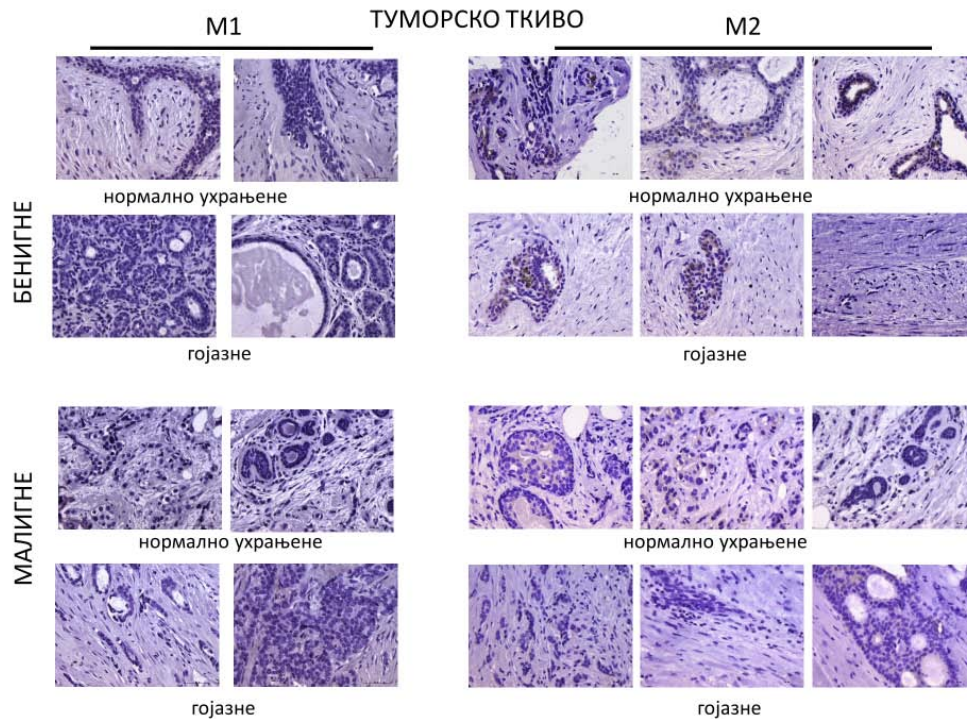 ТУМОРСКО ТКИВО
М1
М2
БЕНИГНЕ
нормално ухрањене
нормално ухрањене
гојазне
гојазне
МАЛИГНЕ
нормално ухрањене
нормално ухрањене
гојазне
гојазне